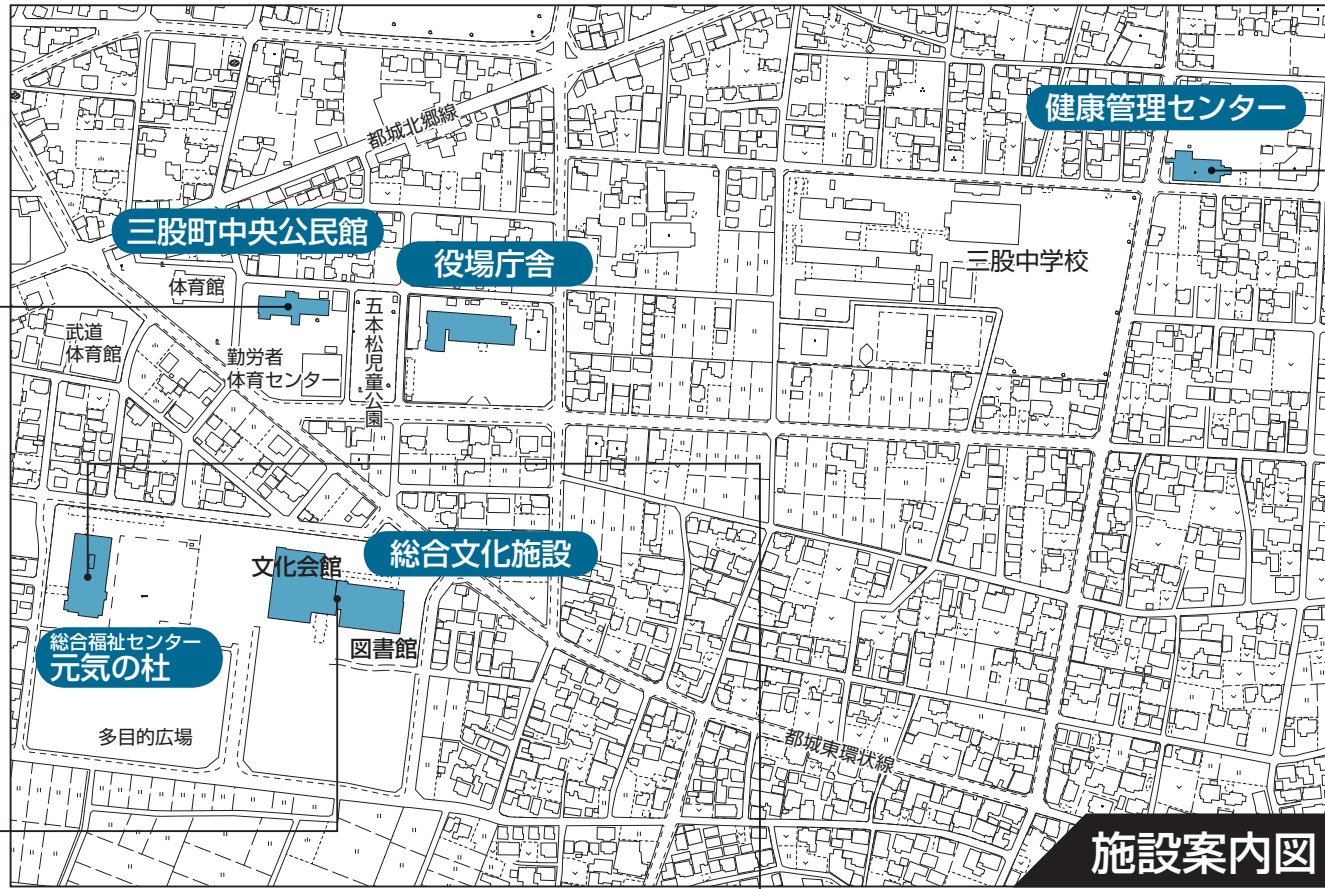 都城北郷線
健康管理センター
三股町中央公民館
役場庁舎
三股中学校
体育館
武道
体育館
勤労者
体育センター
五本松児童公園
文化会館
総合文化施設
図書館
総合福祉センター
元気の杜
多目的広場
都城東環状線
施設案内図